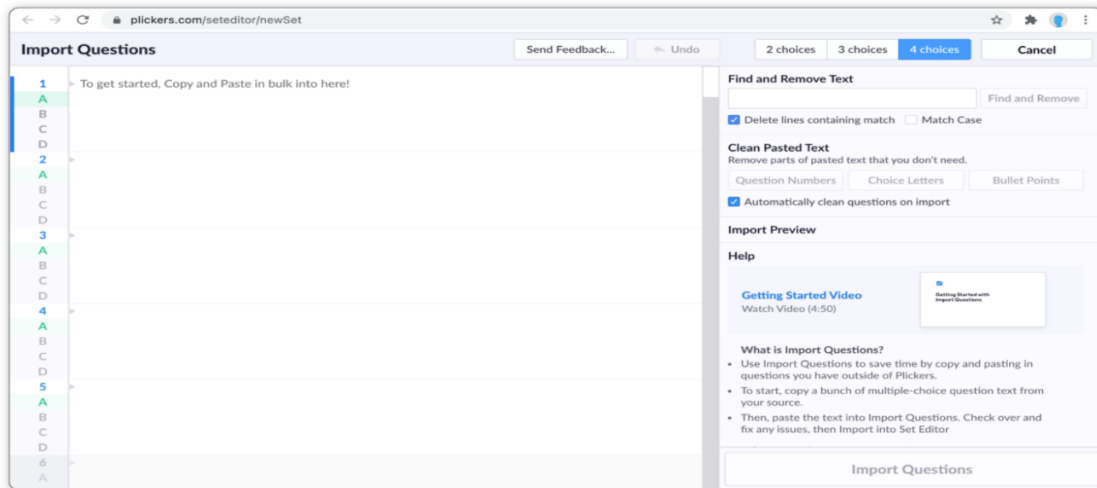 plickers.com/seteditor/newSet
Import Questions
Send Feedback...
Undo
2 choices
3 choices
4 choices
Cancel
1
To get started, Copy and Paste in bulk into here!
A
B
C
D
2
A
B
C
D
3
A
B
C
D
4
A
B
C
D
5
A
B
C
D
6
A
Find and Remove Text
Find and Remove
Delete lines containing match
Match Case
Clean Pasted Text
Remove parts of pasted text that you don't need.
Question Numbers
Choice Letters
Bullet Points
Automatically clean questions on import
Import Preview
Help
Getting Started Video
Watch Video (4:50)
Getting Started with
Import Questions
What is Import Questions?
• Use Import Questions to save time by copy and pasting in
questions you have outside of Plickers.
• To start, copy a bunch of multiple-choice question text from
your source.
• Then, paste the text into Import Questions. Check over and
fix any issues, then Import into Set Editor
Import Questions